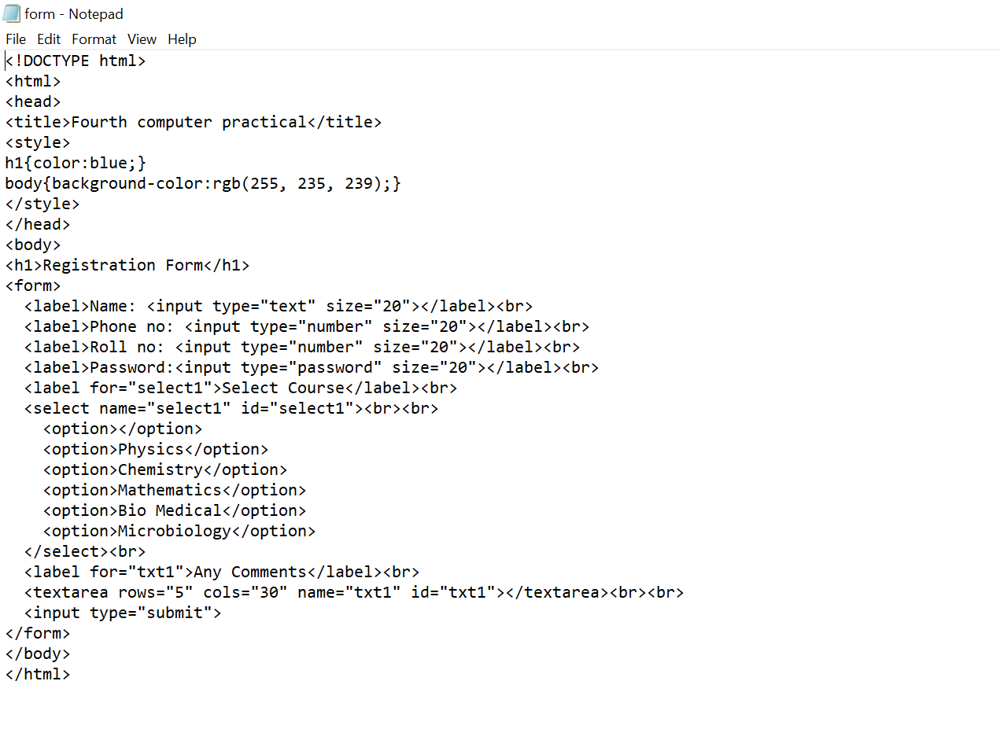 form - Notepad
File Edit Format View Help
<!DOCTYPE html>
<html>
<head>
<title>Fourth computer practical</title>
<style>
h1{color:blue;}
body{background-color:rgb(255, 235, 239);}
</style>
</head>
<body>
<h1>Registration Form</h1>
<form>
  <label>Name: <input type="text" size="20"></label><br>
  <label>Phone no: <input type="number" size="20"></label><br>
  <label>Roll no: <input type="number" size="20"></label><br>
  <label>Password:<input type="password" size="20"></label><br>
  <label for="select1">Select Course</label><br>
  <select name="select1" id="select1"><br><br>
    <option></option>
    <option>Physics</option>
    <option>Chemistry</option>
    <option>Mathematics</option>
    <option>Bio Medical</option>
    <option>Microbiology</option>
  </select><br>
  <label for="txt1">Any Comments</label><br>
  <textarea rows="5" cols="30" name="txt1" id="txt1"></textarea><br><br>
  <input type="submit">
</form>
</body>
</html>